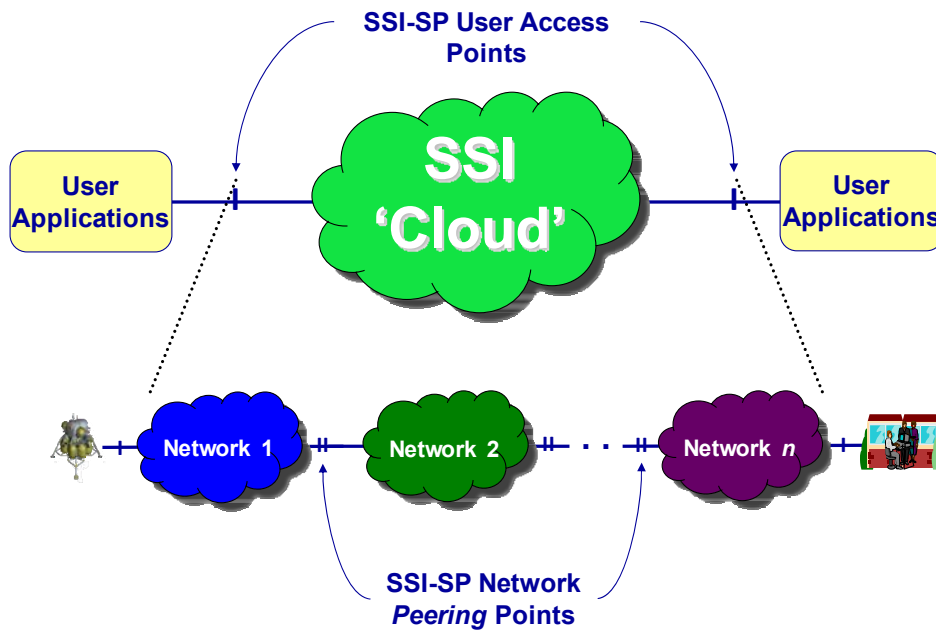 SSI-SP User Access
Points
SSI
‘Cloud’
User
Applications
User
Applications
Network 1
Network 2
. .
Network n
SSI-SP Network
Peering Points